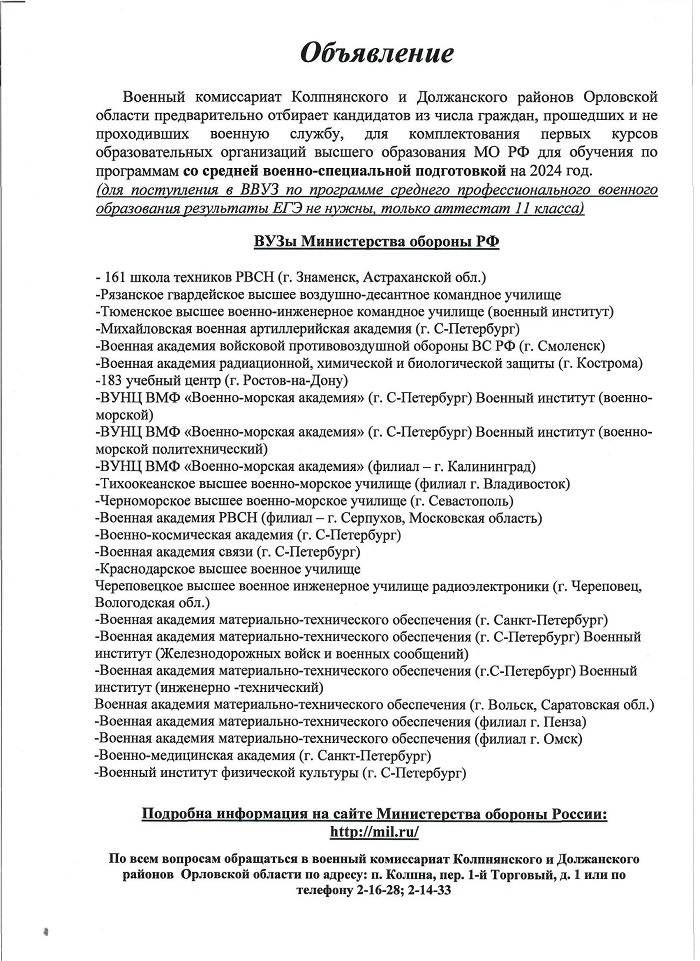 Объявление
Военный комиссариат Колпнянского и Должанского районов Орловской
области предварительно отбирает кандидатов из числа граждан, прошедших и не
проходивших военную службу, для комплектования первых курсов
образовательных организаций высшего образования МО РФ для обучения по
программам со средней военно-специальной подготовкой на 2024 год.
(для поступления в ВВУЗ по программе среднего профессионального военного
образования результаты ЕГЭ не нужны, только аттестат 11 класса)
ВУЗы Министерства обороны РФ
- 161 школа техников РВСН (г. Знаменск, Астраханской обл.)
-Рязанское гвардейское высшее воздушно-десантное командное училище
-Тюменское высшее военно-инженерное командное училище (военный институт)
-Михайловская военная артиллерийская академия (г. С-Петербург)
-Военная академия войсковой противовоздушной обороны ВС РФ (г. Смоленск)
-Военная академия радиационной, химической и биологической защиты (г. Кострома)
-183 учебный центр (г. Ростов-на-Дону)
-ВУНЦ ВМФ «Военно-морская академия» (г. С-Петербург) Военный институт (военно-
морской)
-ВУНЦ ВМФ «Военно-морская академия» (г. С-Петербург) Военный институт (военно-
морской политехнический)
-ВУНЦ ВМФ «Военно-морская академия» (филиал – г. Калининград)
-Тихоокеанское высшее военно-морское училище (филиал г. Владивосток)
-Черноморское высшее военно-морское училище (г. Севастополь)
-Военная академия РВСН (филиал – г. Серпухов, Московская область)
-Военно-космическая академия (г. С-Петербург)
-Военная академия связи (г. С-Петербург)
-Краснодарское высшее военное училище
Череповецкое высшее военное инженерное училище радиоэлектроники (г. Череповец,
Вологодская обл.)
-Военная академия материально-технического обеспечения (г. Санкт-Петербург)
-Военная академия материально-технического обеспечения (г. С-Петербург) Военный
институт (Железнодорожных войск и военных сообщений)
-Военная академия материально-технического обеспечения (г.С-Петербург) Военный
институт (инженерно -технический)
Военная академия материально-технического обеспечения (г. Вольск, Саратовская обл.)
-Военная академия материально-технического обеспечения (филиал г. Пенза)
-Военная академия материально-технического обеспечения (филиал г. Омск)
-Военно-медицинская академия (г. Санкт-Петербург)
-Военный институт физической культуры (г. С-Петербург)
Подробна информация на сайте Министерства обороны России:
http://mil.ru/
По всем вопросам обращаться в военный комиссариат Колпнянского и Должанского
районов Орловской области по адресу: п. Колпна, пер. 1-й Торговый, д. 1 или по
телефону 2-16-28; 2-14-33